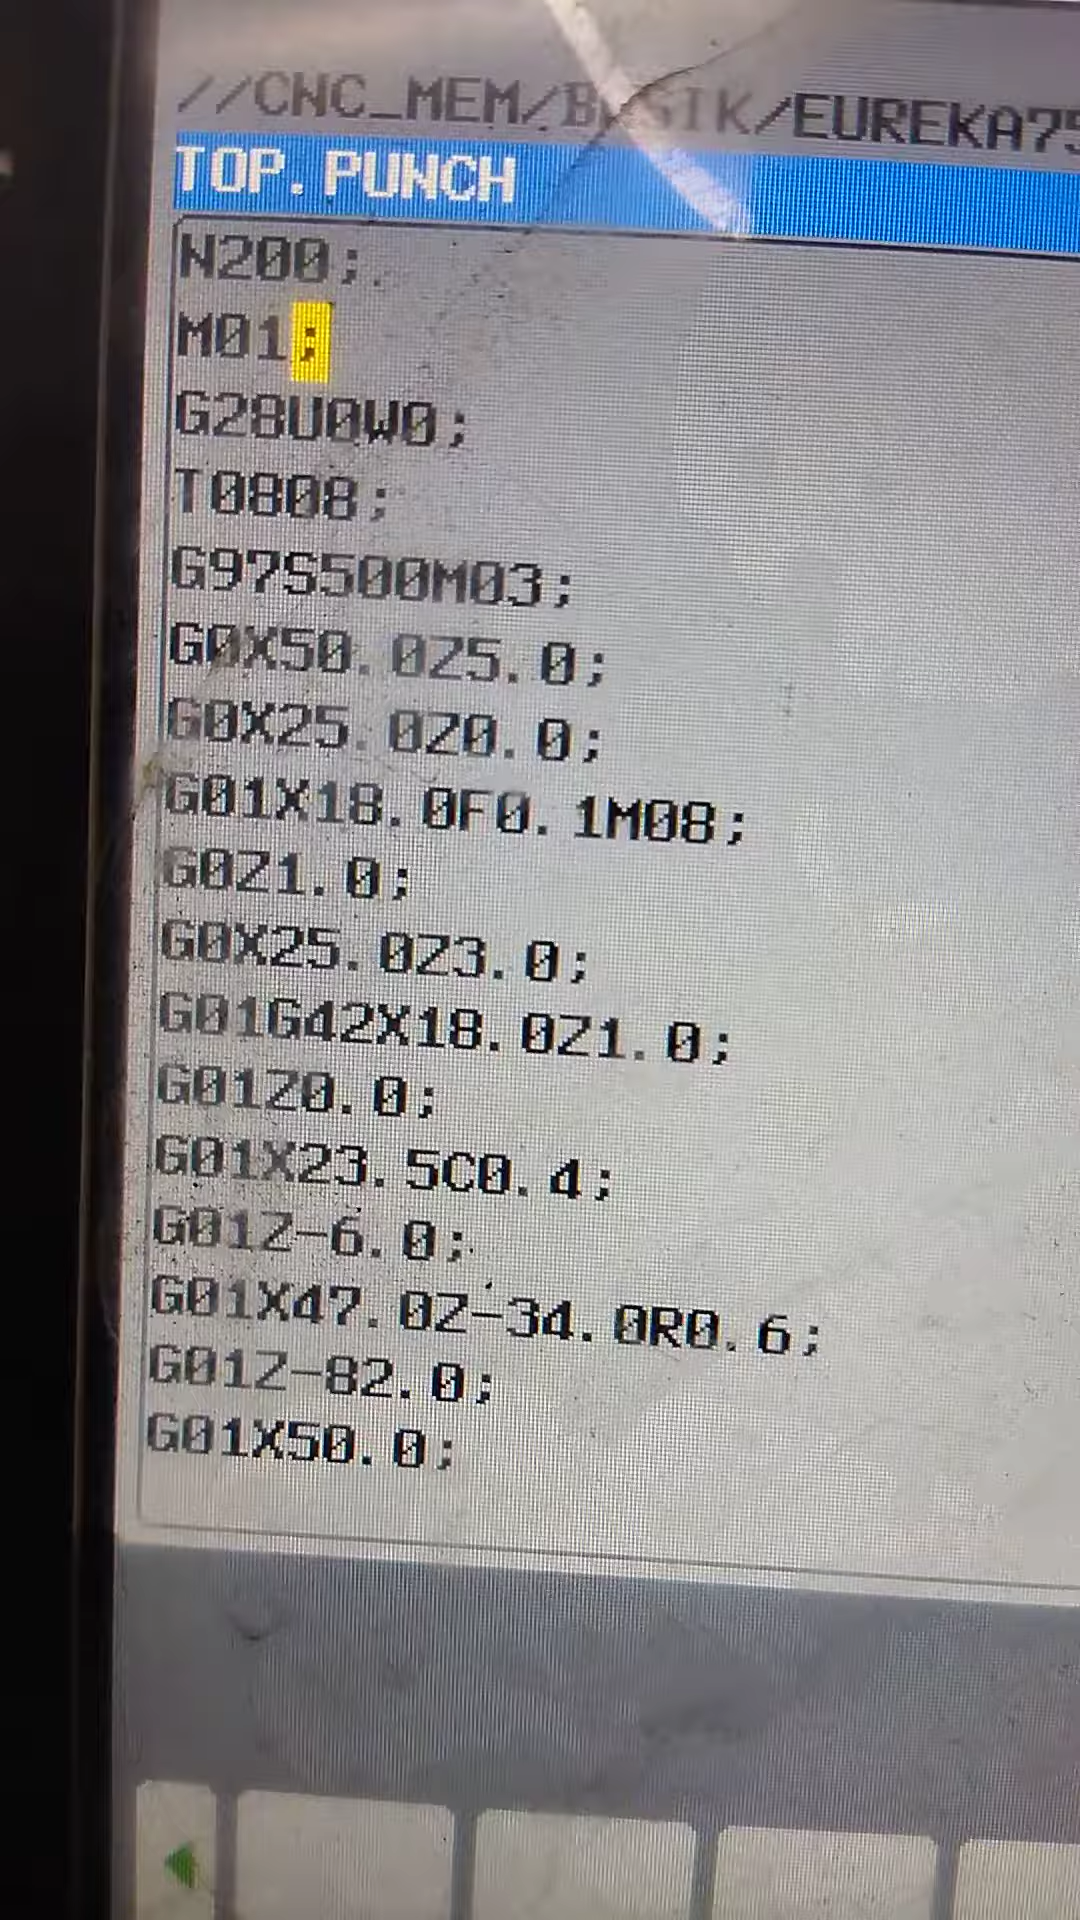 //CNC_MEM/B SIK/EUREKA75
TOP.PUNCH
N200;
M01;
G28U0W0;
T0808;
G97S500M03;
G0X50.0Z5.0;
G0X25.0Z0.0;
G01X18.0F0.1M08;
G0Z1.0;
G0X25.0Z3.0;
G01G42X18.0Z1.0;
G01Z0.0;
G01X23.5C0.4;
G01Z-6.0;
G01X47.0Z-34.0R0.6;
G01Z-82.0;
G01X50.0;